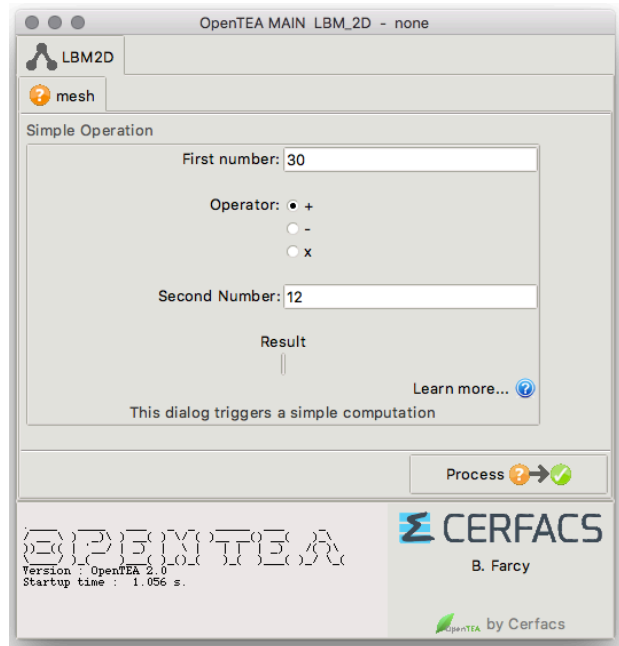 OpenTEA MAIN LBM_2D - none
LBM2D
mesh
Simple Operation
First number: 30
Operator: +
-
x
Second Number: 12
Result
Learn more...
This dialog triggers a simple computation
Process
OPENTEA
Version : OpenTEA 2.0
Startup time : 1.056 s.
CERFACS
B. Farcy
OpenTEA by Cerfacs